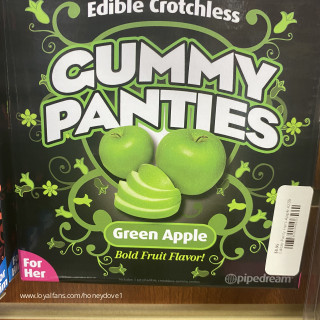 Edible Crotchless
GUMMY
PANTIES
Green Apple
Bold Fruit Flavor!
For
Her
pipedream
www.loyalfans.com/honeydove1